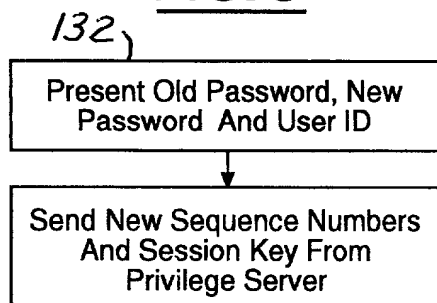 132
Present Old Password, New
Password And User ID
Send New Sequence Numbers
And Session Key From
Privilege Server